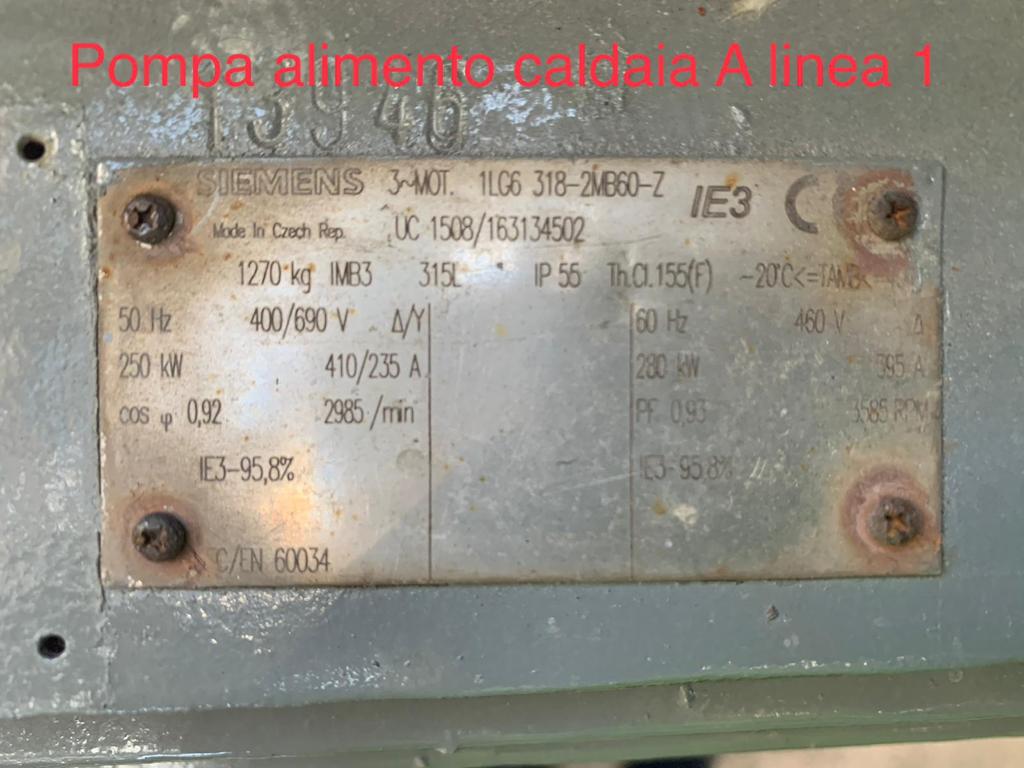 Pompa alimento caldaia A linea 1
13946
SIEMENS 3~MOT. 1LG6 318-2MB60-Z IE3 CE
Made In Czech Rep. UC 1508/163134502
1270 kg IMB3 315L IP 55 Th.Cl.155(F) -20°C<=TAMB<
50 Hz 400/690 V Δ/Y 60 Hz 460 V Δ
250 kW 410/235 A 280 kW 395 A
cos φ 0,92 2985 /min PF 0,93 3585 RPM
IE3-95,8% IE3-95,8%
C/EN 60034